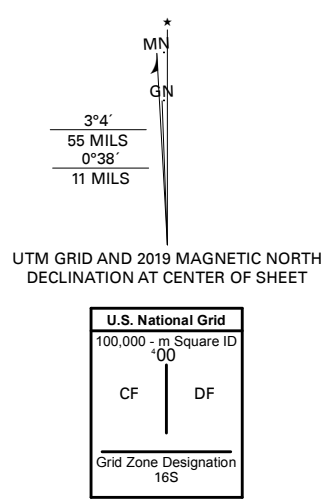 ★
MN
GN
3°4´
55 MILS
0°38´
11 MILS
UTM GRID AND 2019 MAGNETIC NORTH
DECLINATION AT CENTER OF SHEET
U.S. National Grid
100,000 - m Square ID
⁴00
CF DF
Grid Zone Designation
16S